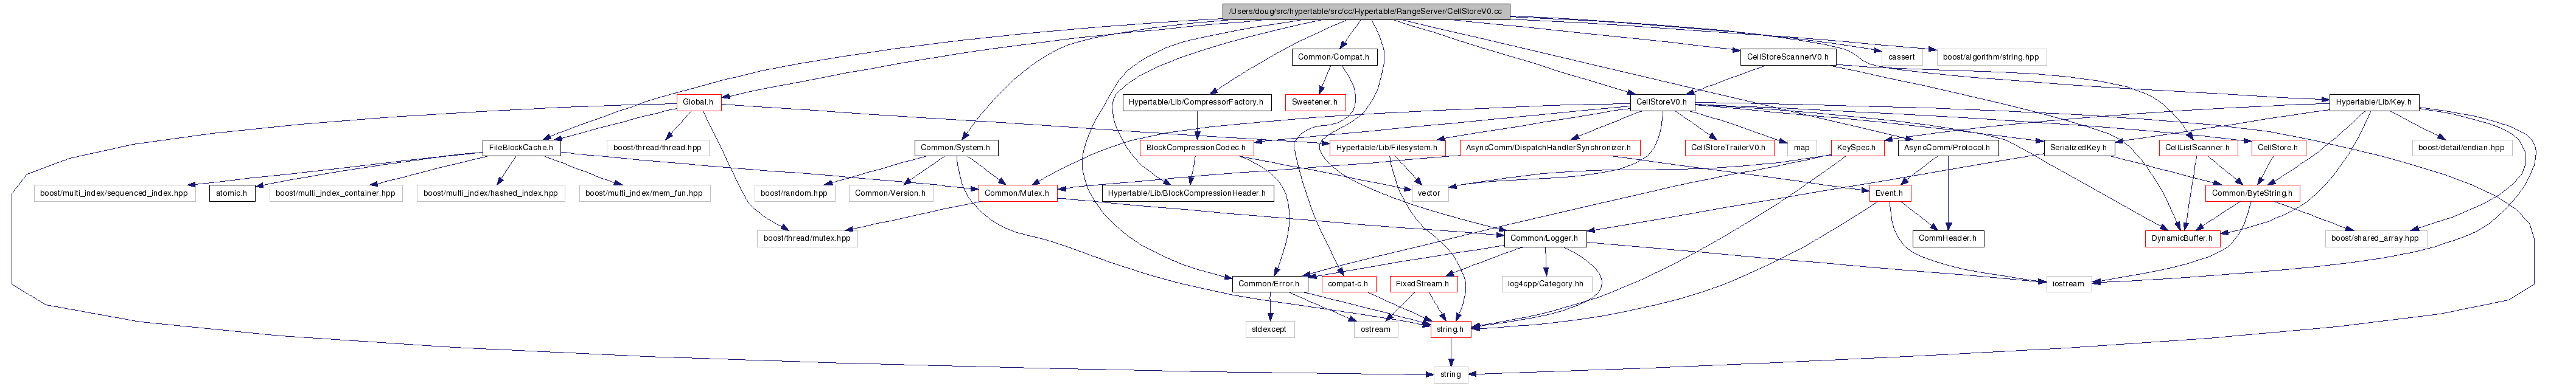 /Users/doug/src/hypertable/src/cc/Hypertable/RangeServer/CellStoreV0.cc
Common/Compat.h
CellStoreScannerV0.h
cassert
boost/algorithm/string.hpp
Global.h
Hypertable/Lib/CompressorFactory.h
Sweetener.h
CellStoreV0.h
Hypertable/Lib/Key.h
FileBlockCache.h
boost/thread/thread.hpp
Common/System.h
BlockCompressionCodec.h
Hypertable/Lib/Filesystem.h
AsyncComm/DispatchHandlerSynchronizer.h
CellStoreTrailerV0.h
map
KeySpec.h
AsyncComm/Protocol.h
SerializedKey.h
CellListScanner.h
CellStore.h
boost/detail/endian.hpp
boost/multi_index/sequenced_index.hpp
atomic.h
boost/multi_index_container.hpp
boost/multi_index/hashed_index.hpp
boost/multi_index/mem_fun.hpp
boost/random.hpp
Common/Version.h
Common/Mutex.h
Hypertable/Lib/BlockCompressionHeader.h
vector
Event.h
Common/ByteString.h
boost/thread/mutex.hpp
Common/Logger.h
CommHeader.h
DynamicBuffer.h
boost/shared_array.hpp
Common/Error.h
compat-c.h
FixedStream.h
log4cpp/Category.hh
iostream
stdexcept
ostream
string.h
string